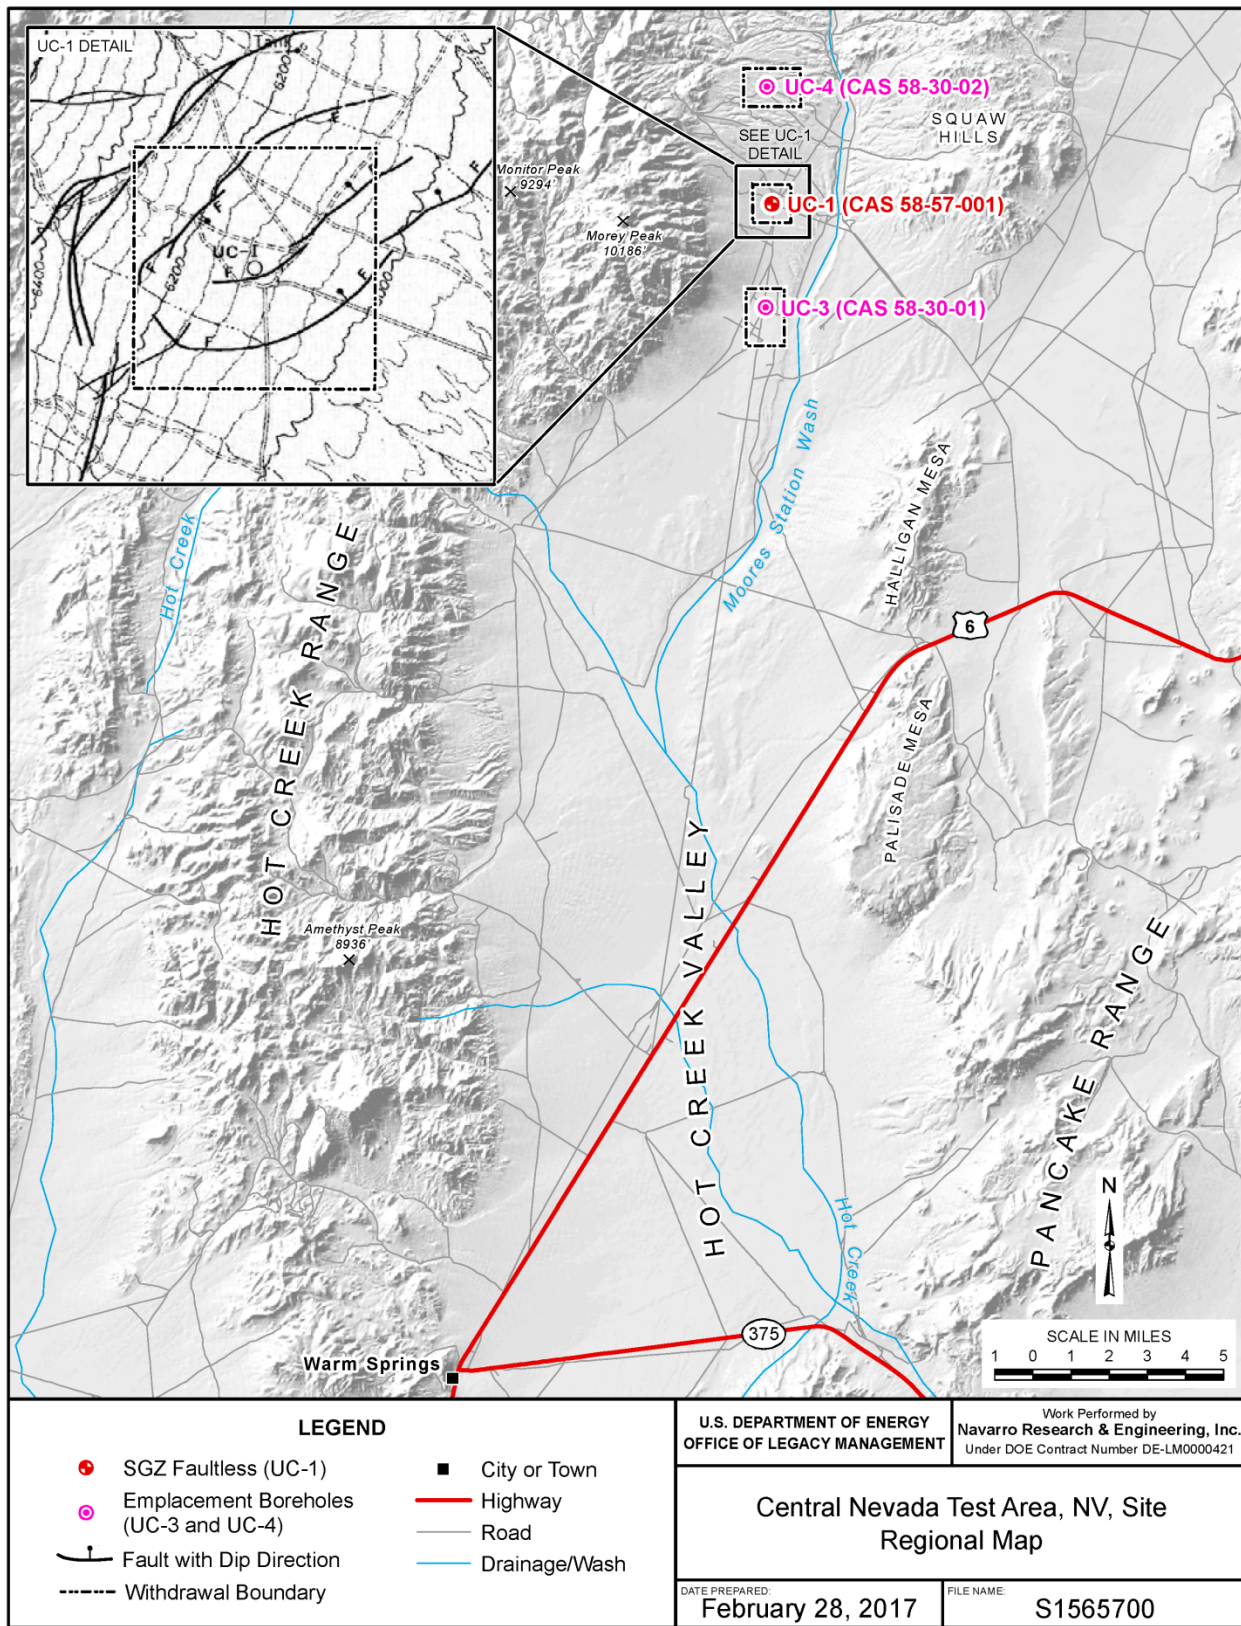 UC-1 DETAIL
Tank
6200
F
F
F
UC-1
F
F
F
F
6200
6400
UC-4 (CAS 58-30-02)
SQUAW
HILLS
SEE UC-1
DETAIL
Monitor Peak
9294'
UC-1 (CAS 58-57-001)
Morey Peak
10186'
UC-3 (CAS 58-30-01)
Moores Station Wash
HALLIGAN MESA
Hot Creek
HOT CREEK RANGE
6
PALISADE MESA
HOT CREEK VALLEY
Amethyst Peak
8936'
PANCAKE RANGE
N
Hot Creek
375
SCALE IN MILES
1 0 1 2 3 4 5
Warm Springs
LEGEND
SGZ Faultless (UC-1)
Emplacement Boreholes
(UC-3 and UC-4)
Fault with Dip Direction
Withdrawal Boundary
City or Town
Highway
Road
Drainage/Wash
U.S. DEPARTMENT OF ENERGY
OFFICE OF LEGACY MANAGEMENT
Work Performed by
Navarro Research & Engineering, Inc.
Under DOE Contract Number DE-LM0000421
Central Nevada Test Area, NV, Site
Regional Map
DATE PREPARED:
February 28, 2017
FILE NAME:
S1565700